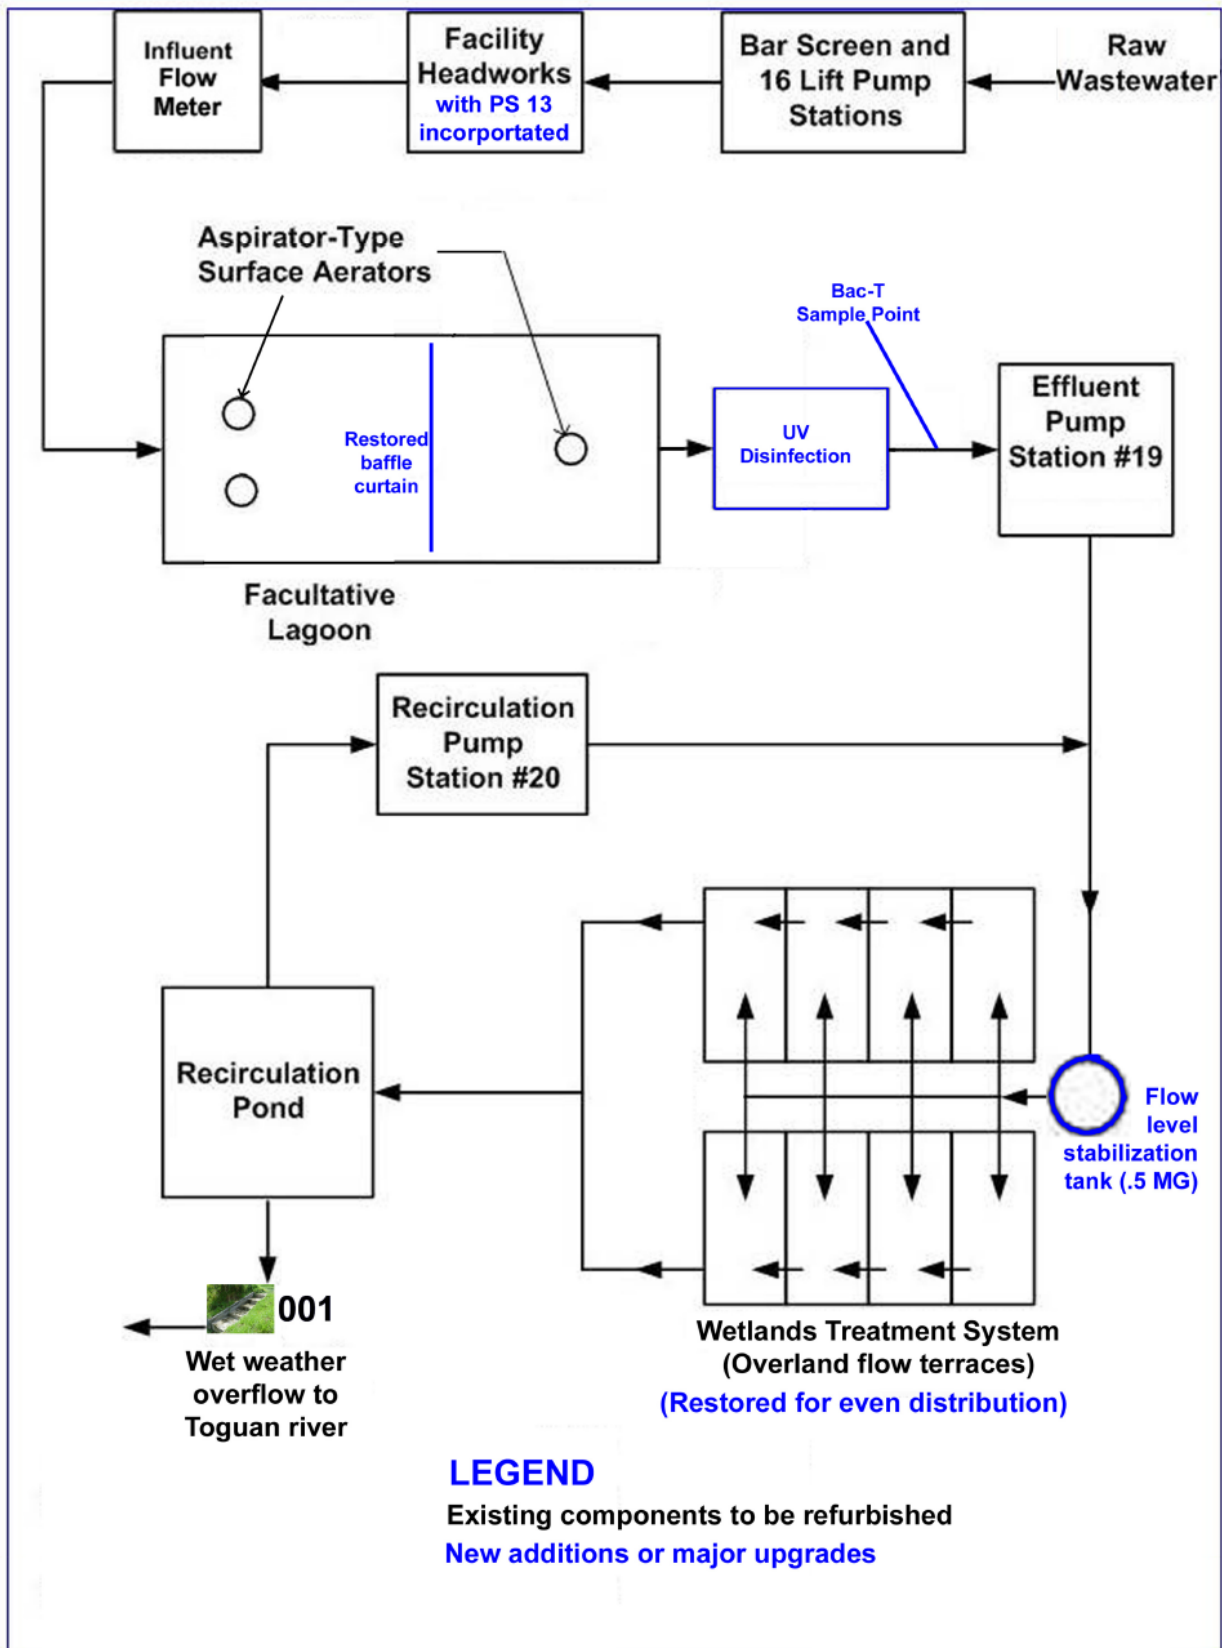 Influent
Flow
Meter
Facility
Headworks
with PS 13
incorportated
Bar Screen and
16 Lift Pump
Stations
Raw
Wastewater
Aspirator-Type
Surface Aerators
Bac-T
Sample Point
Restored
baffle
curtain
UV
Disinfection
Effluent
Pump
Station #19
Facultative
Lagoon
Recirculation
Pump
Station #20
Recirculation
Pond
Flow
level
stabilization
tank (.5 MG)
001
Wet weather
overflow to
Toguan river
Wetlands Treatment System
(Overland flow terraces)
(Restored for even distribution)
LEGEND
Existing components to be refurbished
New additions or major upgrades